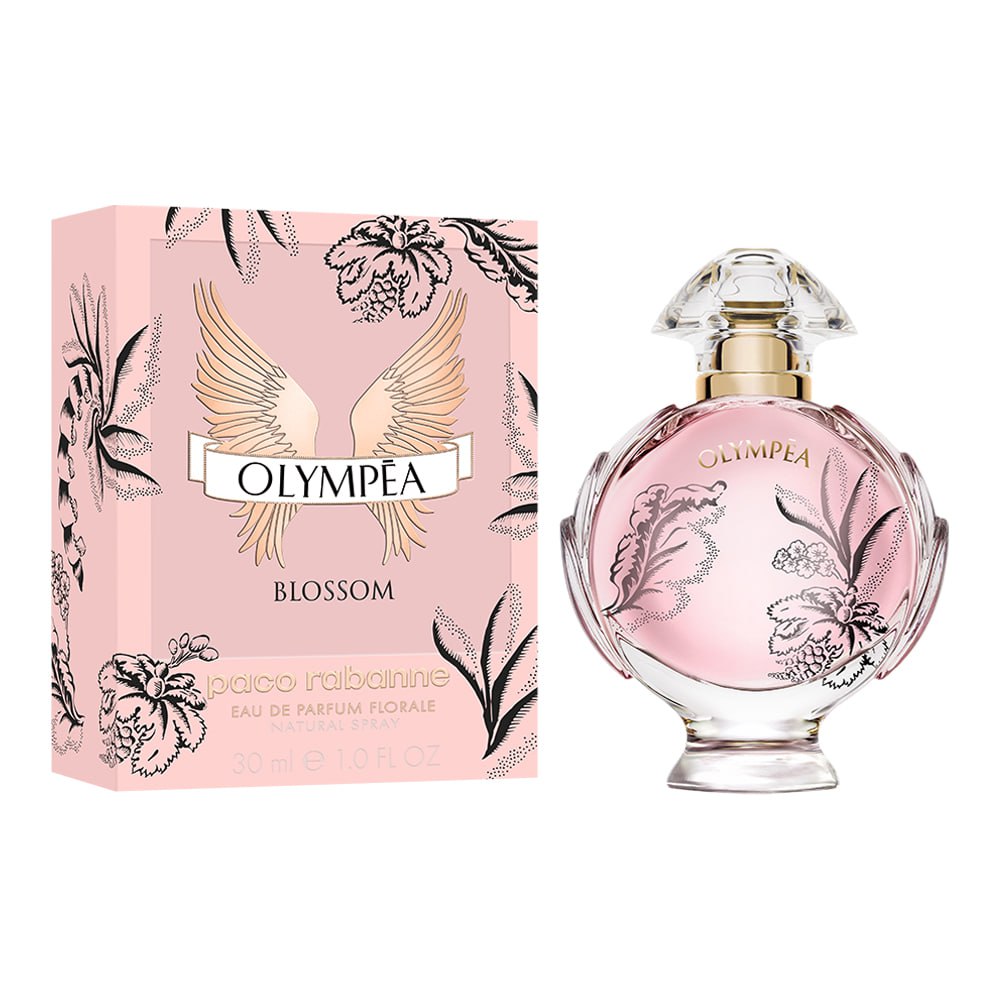 OLYMPĒA
BLOSSOM
paco rabanne
EAU DE PARFUM FLORALE
NATURAL SPRAY
30 ml ℮ 1.0 FL OZ
OLYMPĒA